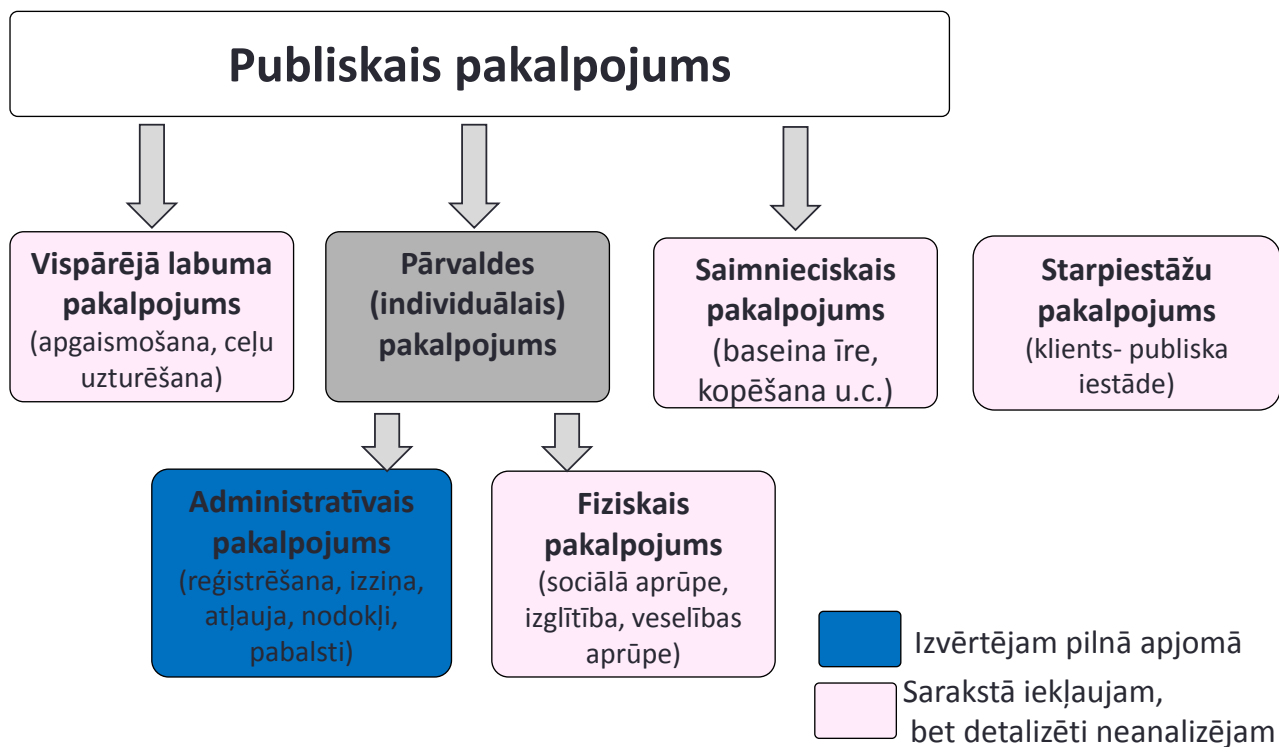 Publiskais pakalpojums
Vispārējā labuma
pakalpojums
(apgaismošana, ceļu
uzturēšana)
Pārvaldes
(individuālais)
pakalpojums
Saimnieciskais
pakalpojums
(baseina īre,
kopēšana u.c.)
Starpiestāžu
pakalpojums
(klients- publiska
iestāde)
Administratīvais
pakalpojums
(reģistrēšana, izziņa,
atļauja, nodokļi,
pabalsti)
Fiziskais
pakalpojums
(sociālā aprūpe,
izglītība, veselības
aprūpe)
Izvērtējam pilnā apjomā
Sarakstā iekļaujam,
bet detalizēti neanalizējam